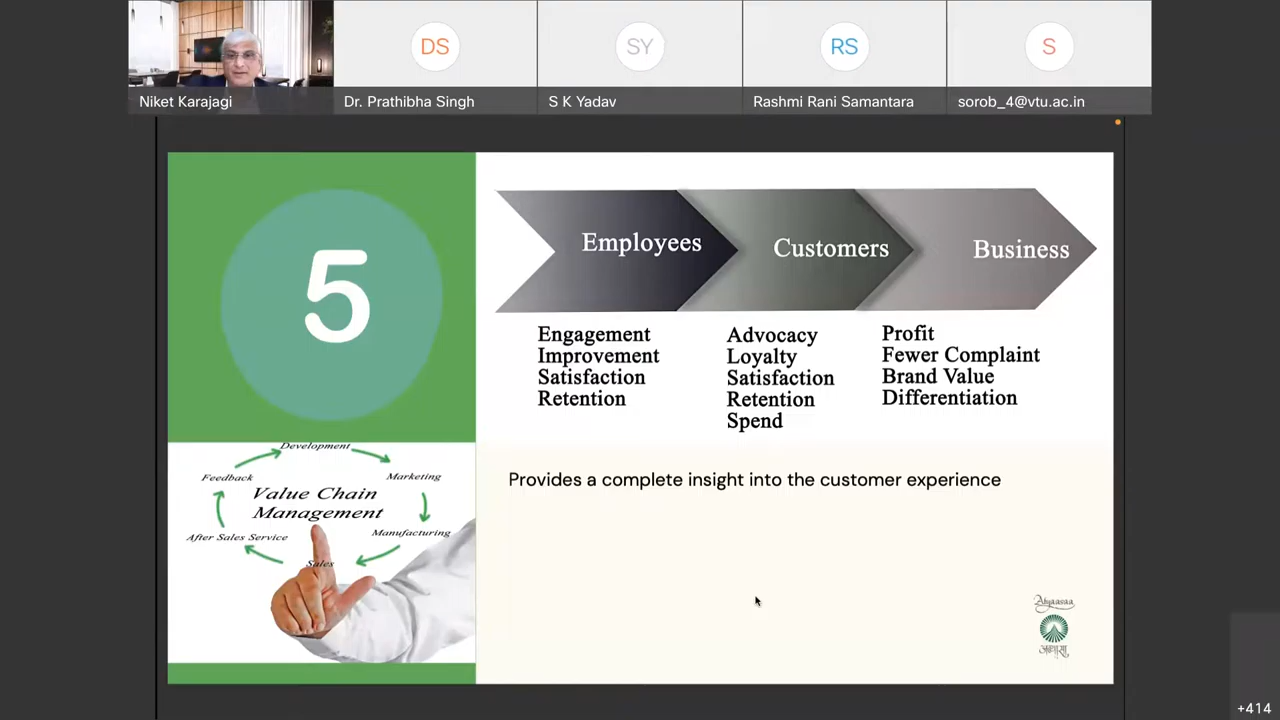 DS
SY
RS
S
Niket Karajagi
Dr. Prathibha Singh
S K Yadav
Rashmi Rani Samantara
sorob_4@vtu.ac.in
5
Employees
Customers
Business
Engagement
Improvement
Satisfaction
Retention
Advocacy
Loyalty
Satisfaction
Retention
Spend
Profit
Fewer Complaint
Brand Value
Differentiation
Development
Feedback
Marketing
Value Chain
Management
After Sales Service
Manufacturing
Sales
Provides a complete insight into the customer experience
Abyaasaa
+414